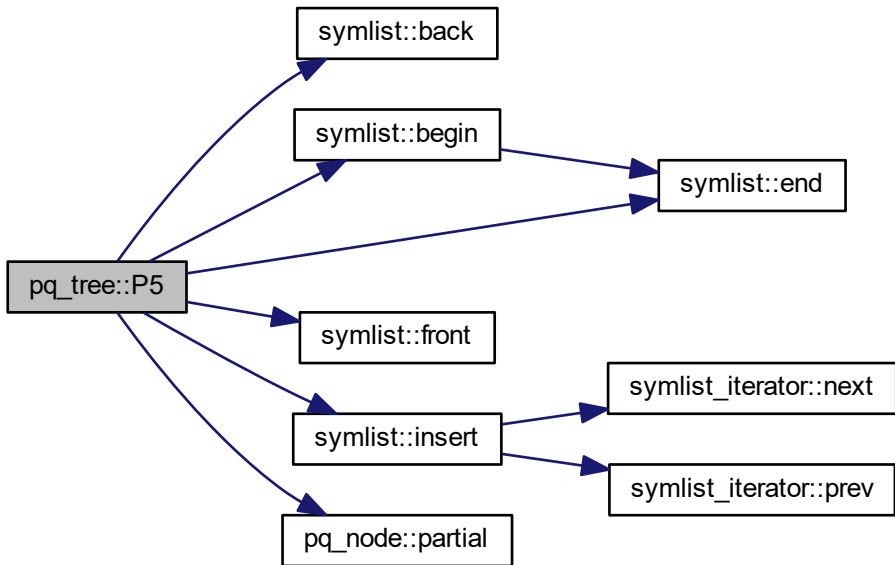 symlist::back
symlist::begin
symlist::end
pq_tree::P5
symlist::front
symlist_iterator::next
symlist::insert
symlist_iterator::prev
pq_node::partial